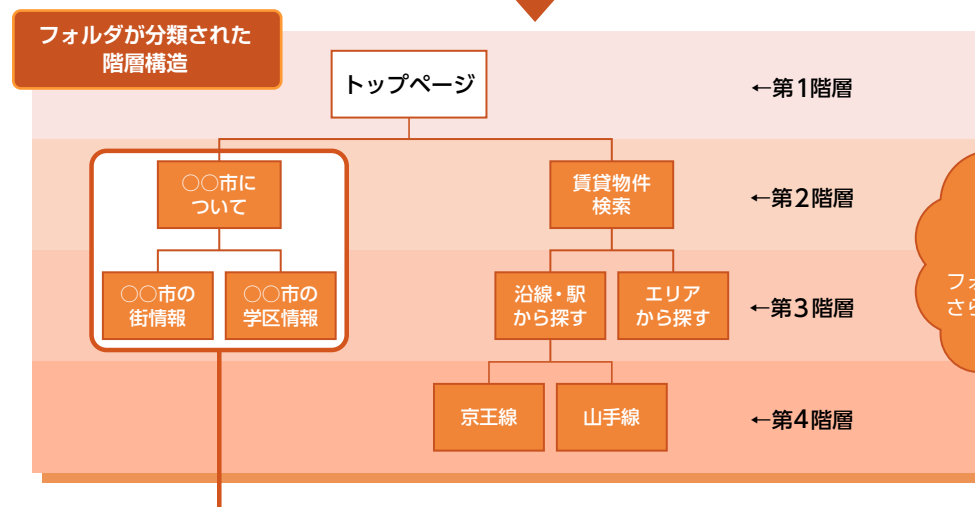 フォルダが分類された
階層構造
トップページ
←第1階層
○○市に
ついて
賃貸物件
検索
←第2階層
○○市の
街情報
○○市の
学区情報
沿線・駅
から探す
エリア
から探す
←第3階層
フォ
さら
京王線
山手線
←第4階層